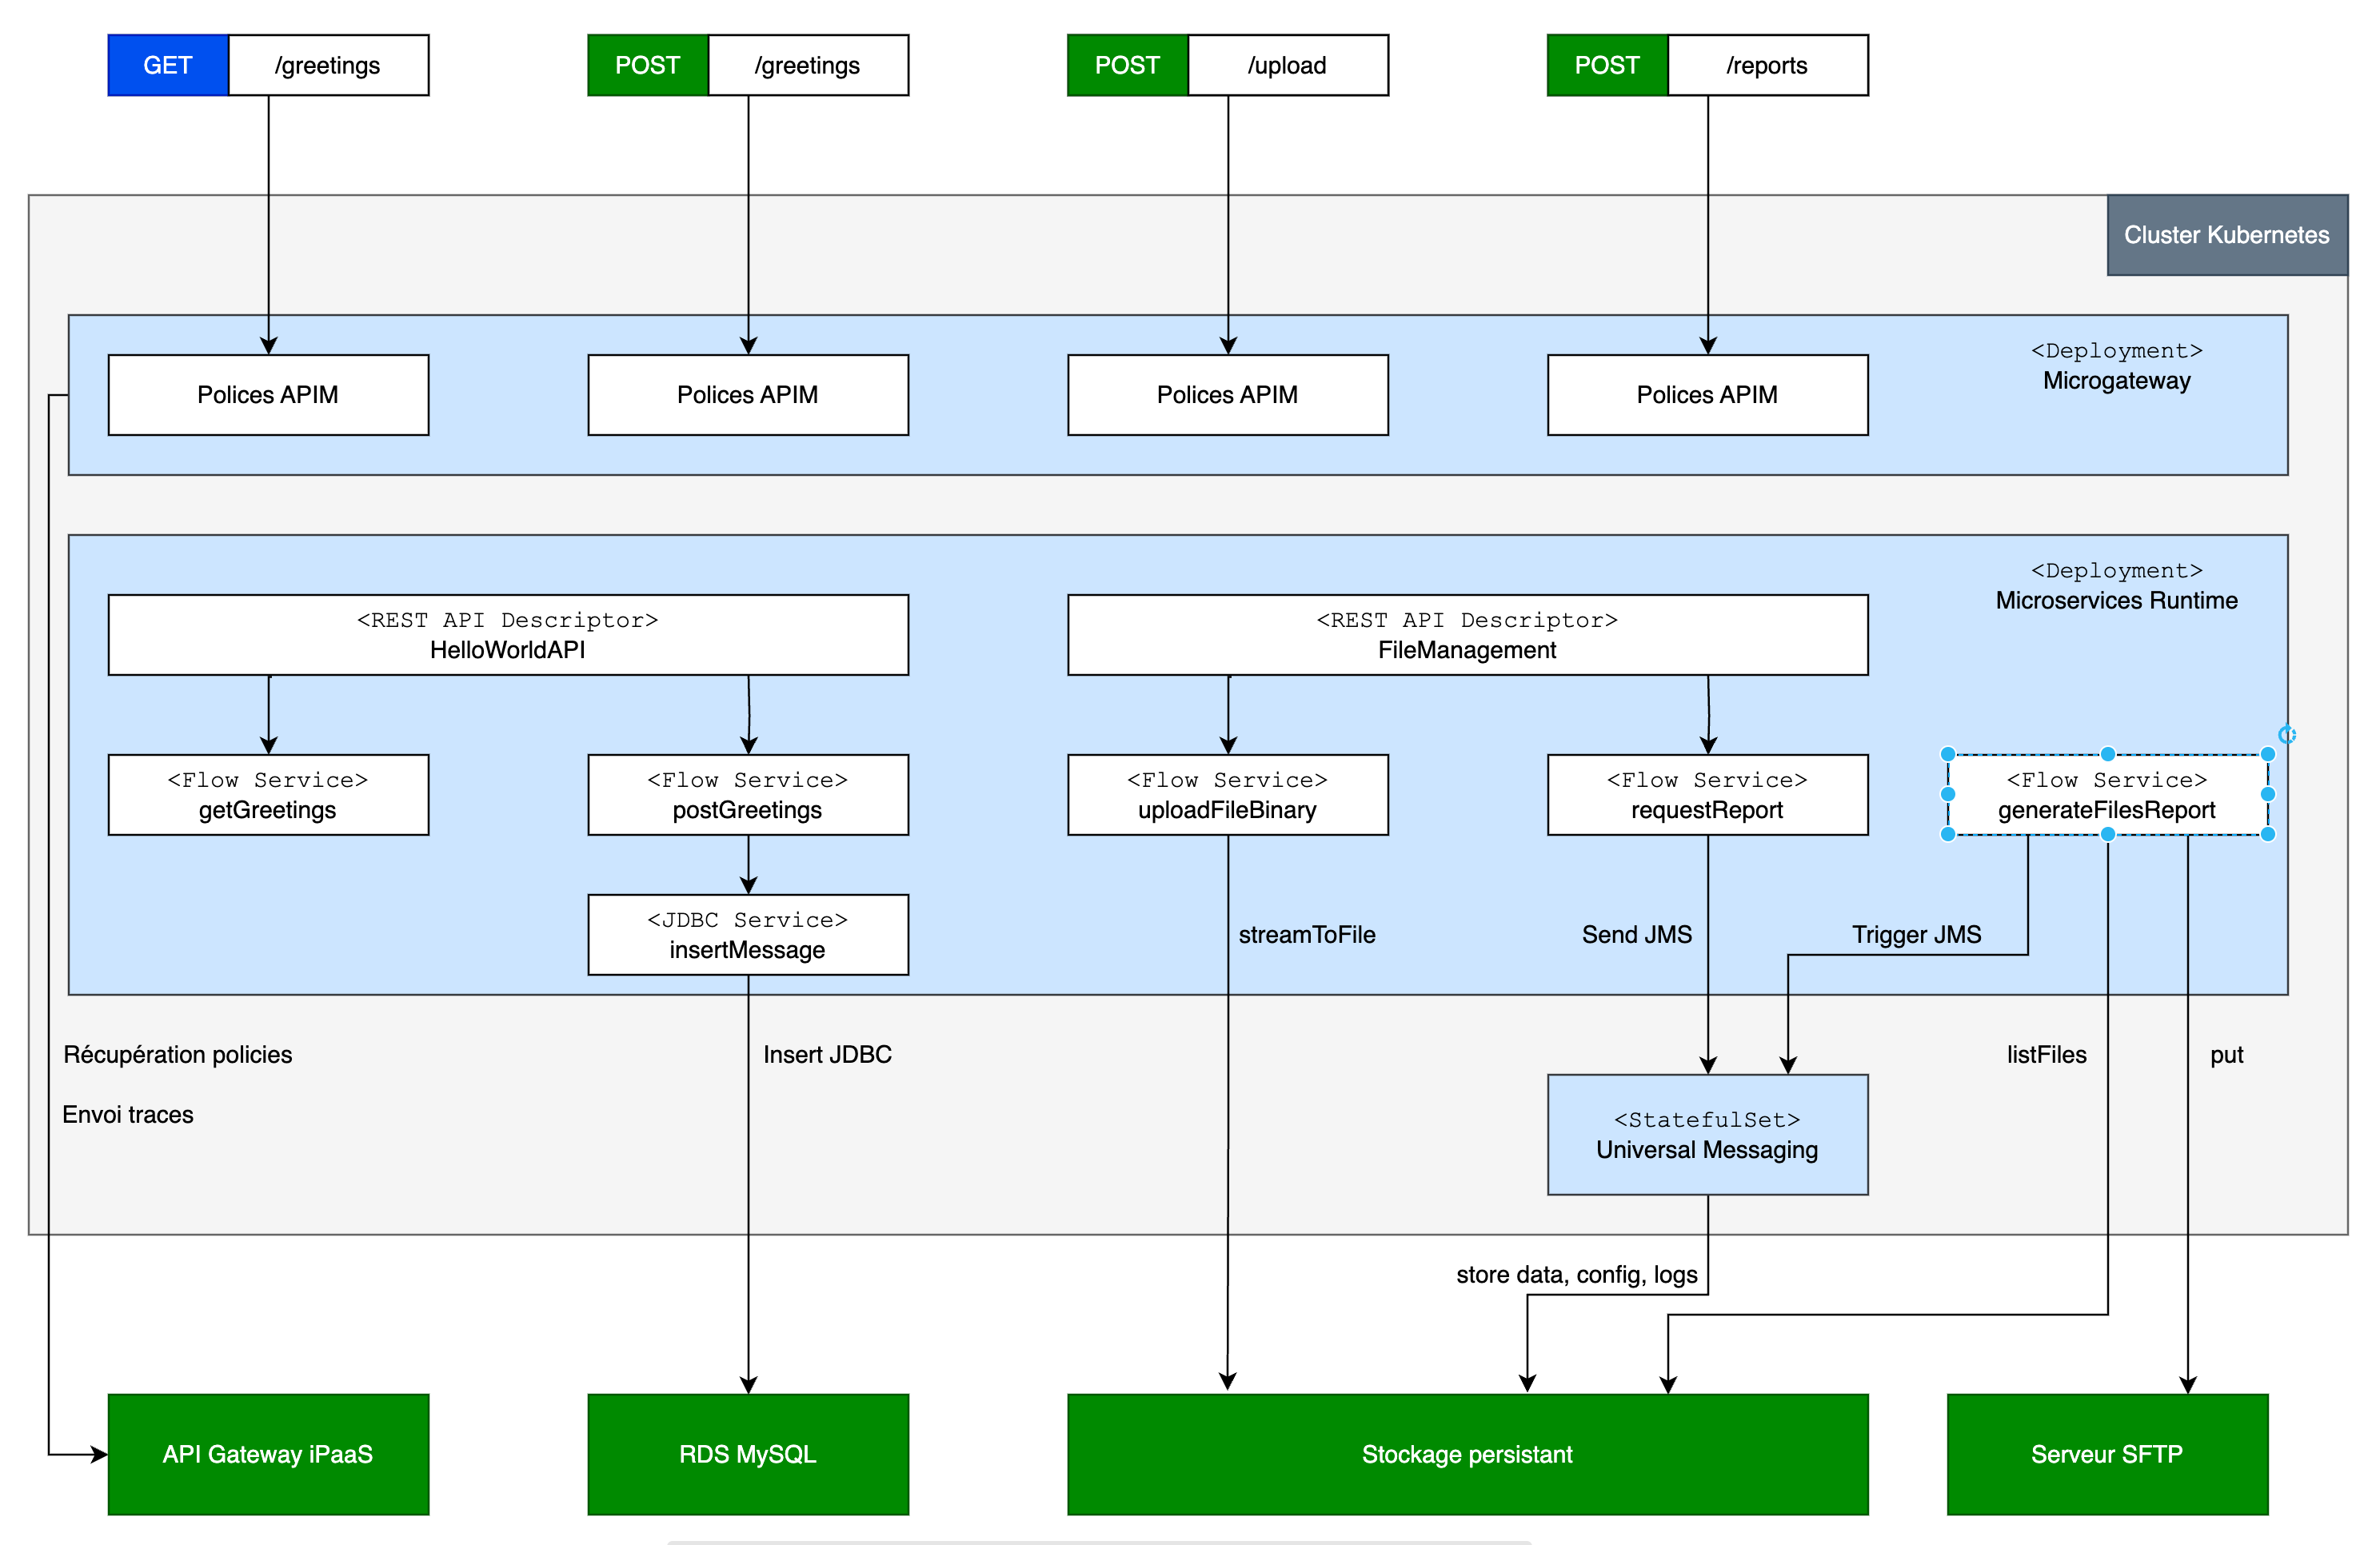 GET
/greetings
POST
/greetings
POST
/upload
POST
/reports
Cluster Kubernetes
<Deployment>
Microgateway
Polices APIM
Polices APIM
Polices APIM
Polices APIM
<Deployment>
Microservices Runtime
<REST API Descriptor>
HelloWorldAPI
<REST API Descriptor>
FileManagement
<Flow Service>
getGreetings
<Flow Service>
postGreetings
<Flow Service>
uploadFileBinary
<Flow Service>
requestReport
<Flow Service>
generateFilesReport
<JDBC Service>
insertMessage
streamToFile
Send JMS
Trigger JMS
Récupération policies
Envoi traces
Insert JDBC
listFiles
put
<StatefulSet>
Universal Messaging
store data, config, logs
API Gateway iPaaS
RDS MySQL
Stockage persistant
Serveur SFTP